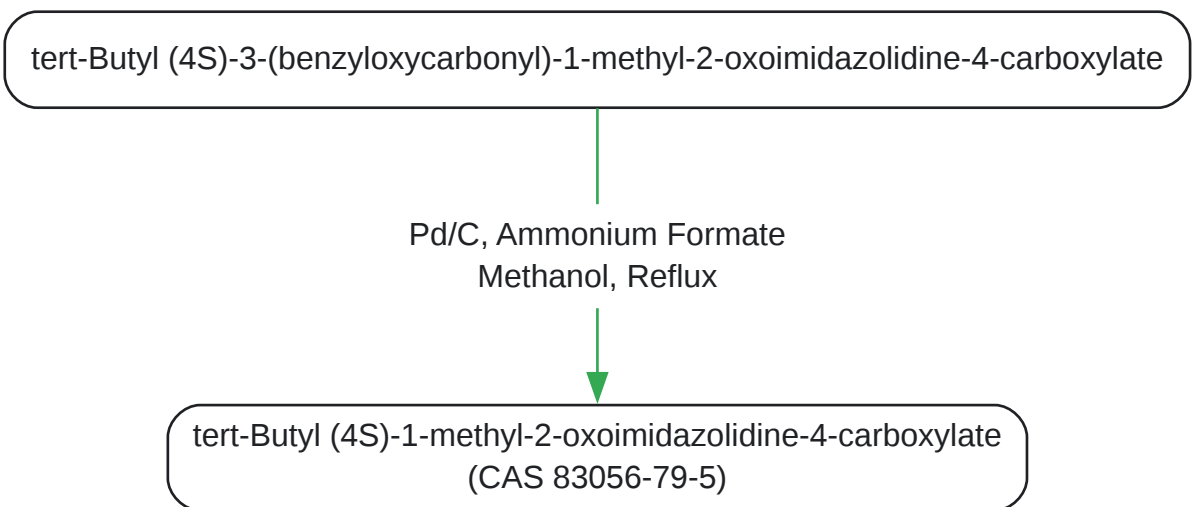 tert-Butyl (4S)-3-(benzyloxycarbonyl)-1-methyl-2-oxoimidazolidine-4-carboxylate
Pd/C, Ammonium Formate
Methanol, Reflux
tert-Butyl (4S)-1-methyl-2-oxoimidazolidine-4-carboxylate
(CAS 83056-79-5)